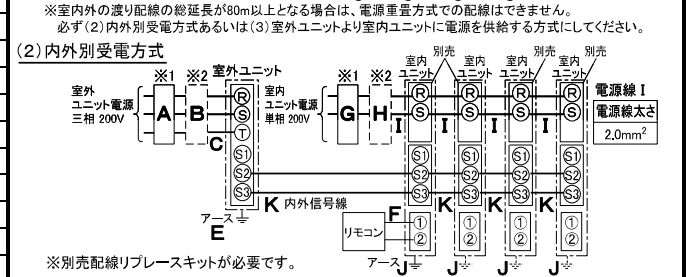 ※室内外の渡り配線の総延長が80m以上となる場合は、電源重畳方式での配線はできません。
必ず(2)内外別受電方式あるいは(3)室外ユニットより室内ユニットに電源を供給する方式にしてください。
(2)内外別受電方式
※1 ※2 室外ユニット ※1 ※2 室内ユニット 別売 室内ユニット 別売 室内ユニット 別売 室内ユニット
室外
ユニット電源
三相 200V
A B C
R
S
T
S1
S2
S3
室内
ユニット電源
単相 200V
G H I I I I
R R R R
S S S S
電源線 I
電源線太さ
2.0mm²
S1 S1 S1 S1
S2 S2 S2 S2
S3 S3 S3 S3
K 内外信号線 K K K
アース
E
リモコン F
① ① ① ①
② ② ② ②
アース J J J J
※別売配線リプレースキットが必要です。